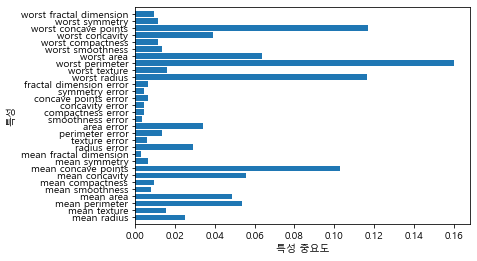 worst fractal dimension
worst symmetry
worst concave points
worst concavity
worst compactness
worst smoothness
worst area
worst perimeter
worst texture
worst radius
fractal dimension error
symmetry error
concave points error
concavity error
compactness error
smoothness error
area error
perimeter error
texture error
radius error
mean fractal dimension
mean symmetry
mean concave points
mean concavity
mean compactness
mean smoothness
mean area
mean perimeter
mean texture
mean radius
특성
0.00 0.02 0.04 0.06 0.08 0.10 0.12 0.14 0.16
특성 중요도